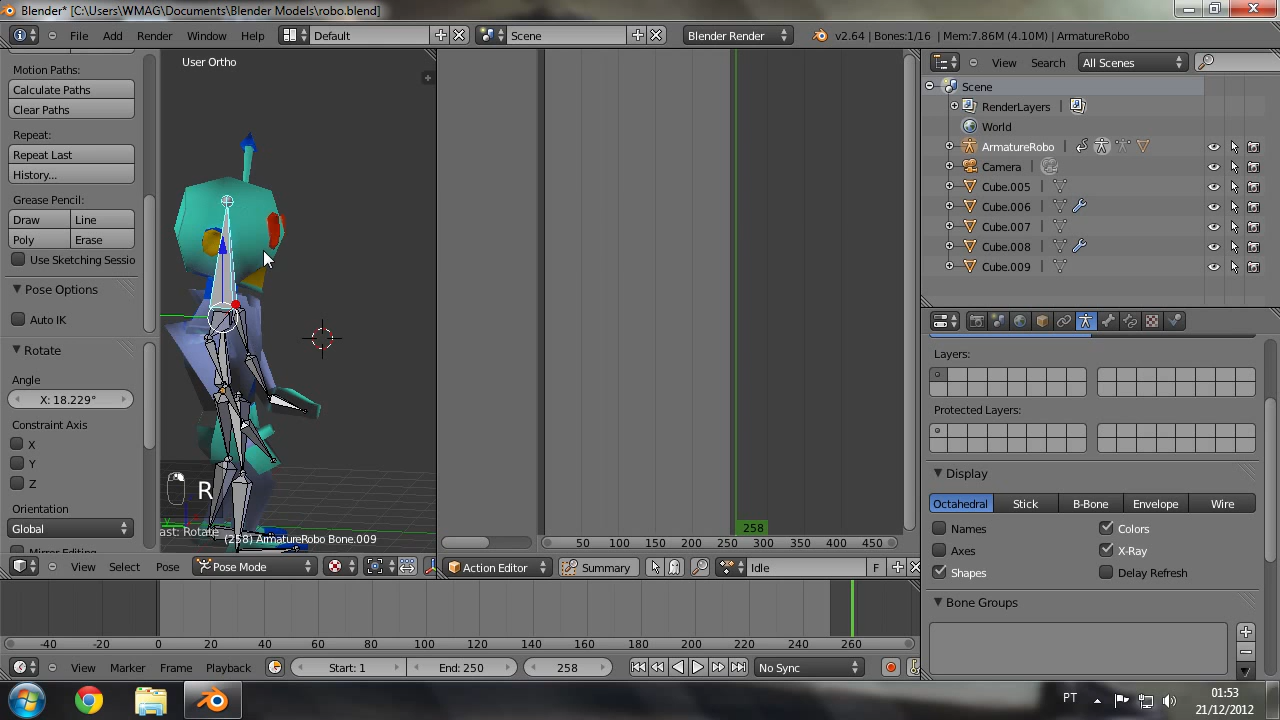 Blender* [C:\Users\WMAG\Documents\Blender Models\robo.blend]
File Add Render Window Help Default Scene Blender Render v2.64 | Bones:1/16 | Mem:7.86M (4.10M) | ArmatureRobo
Motion Paths:
Calculate Paths
Clear Paths
Repeat:
Repeat Last
History...
Grease Pencil:
Draw Line
Poly Erase
Use Sketching Sessio
Pose Options
Auto IK
Rotate
Angle
X: 18.229°
Constraint Axis
X
Y
Z
Orientation
Global
User Ortho
R
ast: Rotate
(258) ArmatureRobo Bone.009
View Select Pose Pose Mode
258
50 100 150 200 250 300 350 400 450
Action Editor Summary Idle F
View Search All Scenes
Scene
RenderLayers |
World
ArmatureRobo |
Camera |
Cube.005 |
Cube.006 |
Cube.007 |
Cube.008 |
Cube.009 |
Layers:
Protected Layers:
Display
Octahedral Stick B-Bone Envelope Wire
Names Colors
Axes X-Ray
Shapes Delay Refresh
Bone Groups
-40 -20 0 20 40 60 80 100 120 140 160 180 200 220 240 260
View Marker Frame Playback Start: 1 End: 250 258 No Sync
PT 01:53
21/12/2012